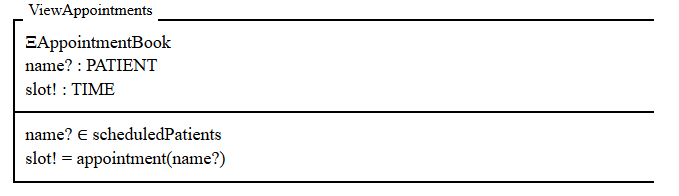 ViewAppointments
ΞAppointmentBook
name? : PATIENT
slot! : TIME
name? ∈ scheduledPatients
slot! = appointment(name?)